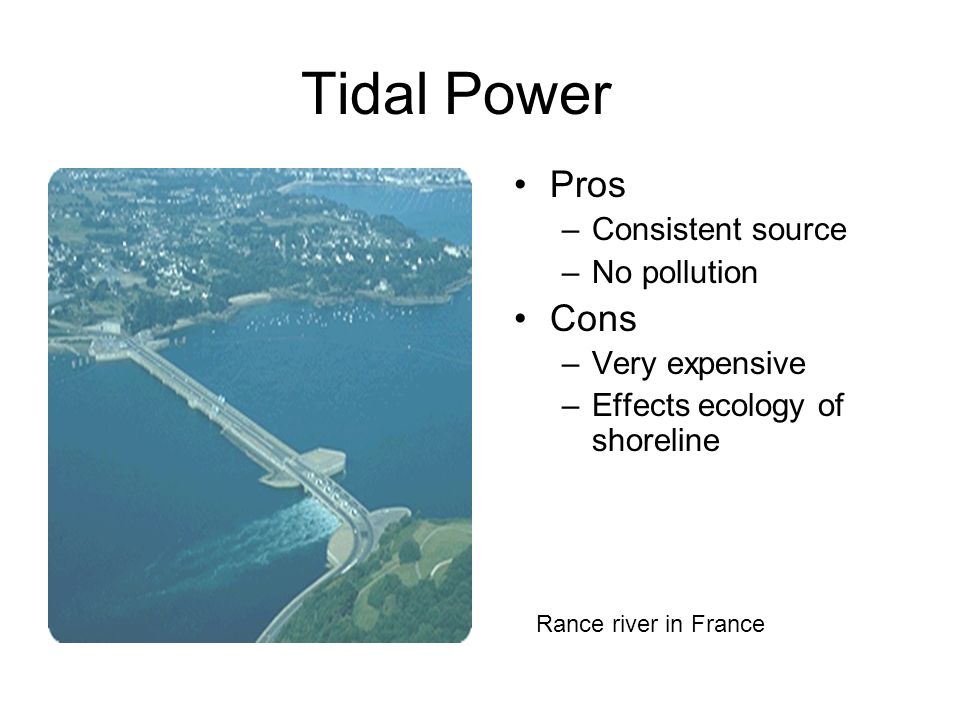 Tidal Power
• Pros
– Consistent source
– No pollution
• Cons
– Very expensive
– Effects ecology of
shoreline
Rance river in France